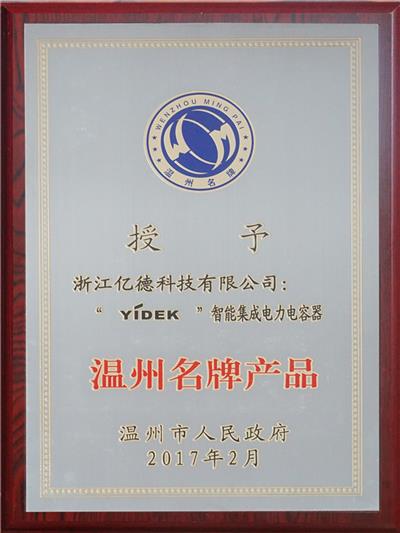 WENZHOU MING PAI
WM
温州名牌
授予
浙江亿德科技有限公司：
“YIDEK”智能集成电力电容器
温州名牌产品
温州市人民政府
2017年2月